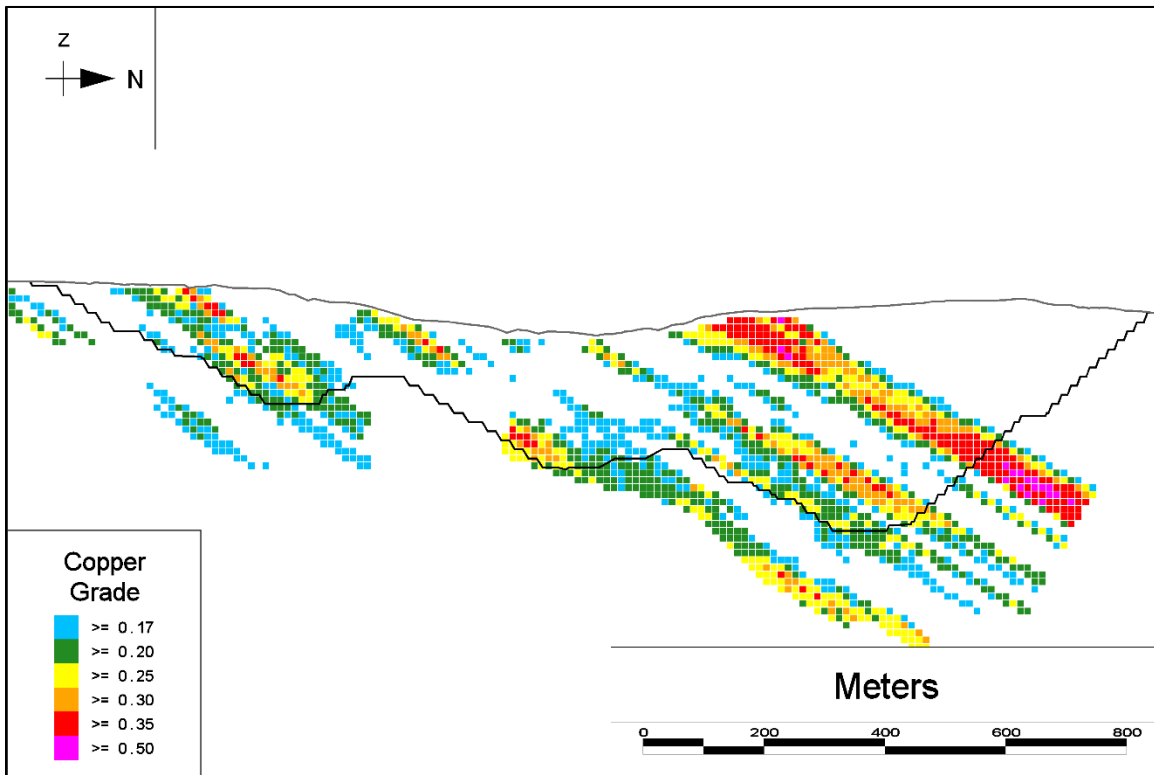 Z
N
Copper
Grade
>= 0.17
>= 0.20
>= 0.25
>= 0.30
>= 0.35
>= 0.50
Meters
0 200 400 600 800